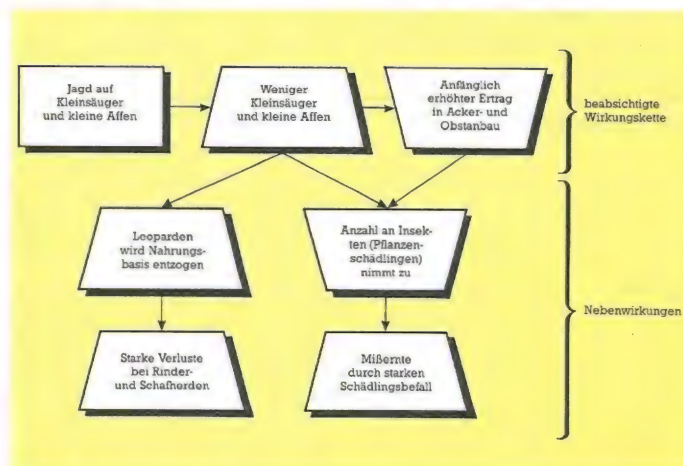 Jagd auf
Kleinsäuger
und kleine Affen
Weniger
Kleinsäuger
und kleine Affen
Anfänglich
erhöhter Ertrag
in Acker- und
Obstanbau
beabsichtigte
Wirkungskette
Leoparden
wird Nahrungs-
basis entzogen
Anzahl an Insek-
ten (Pflanzen-
schädlingen)
nimmt zu
Nebenwirkungen
Starke Verluste
bei Rinder-
und Schafherden
Mißernte
durch starken
Schädlingsbefall